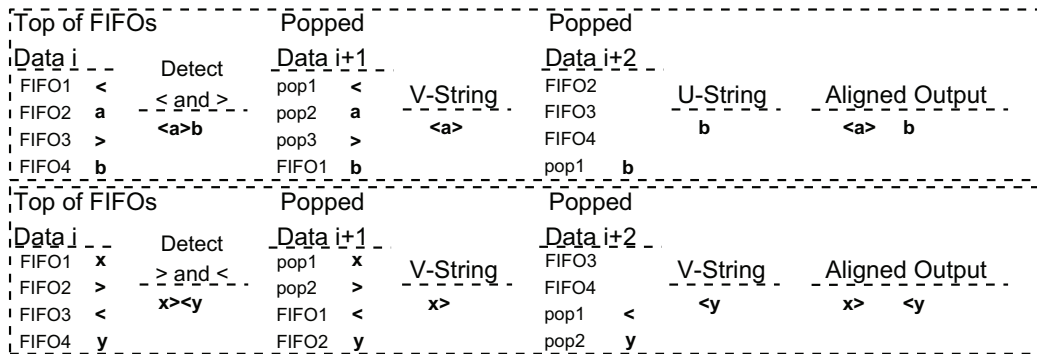 Top of FIFOs Popped Popped
Data i Detect Data i+1 Data i+2
FIFO1 < < and > pop1 < V-String FIFO2 U-String Aligned Output
FIFO2 a <a>b pop2 a <a> FIFO3 b <a> b
FIFO3 > pop3 > FIFO4
FIFO4 b FIFO1 b pop1 b
Top of FIFOs Popped Popped
Data i Detect Data i+1 Data i+2
FIFO1 x > and < pop1 x V-String FIFO3 V-String Aligned Output
FIFO2 > x><y pop2 > x> FIFO4 <y x> <y
FIFO3 < FIFO1 < pop1 <
FIFO4 y FIFO2 y pop2 y